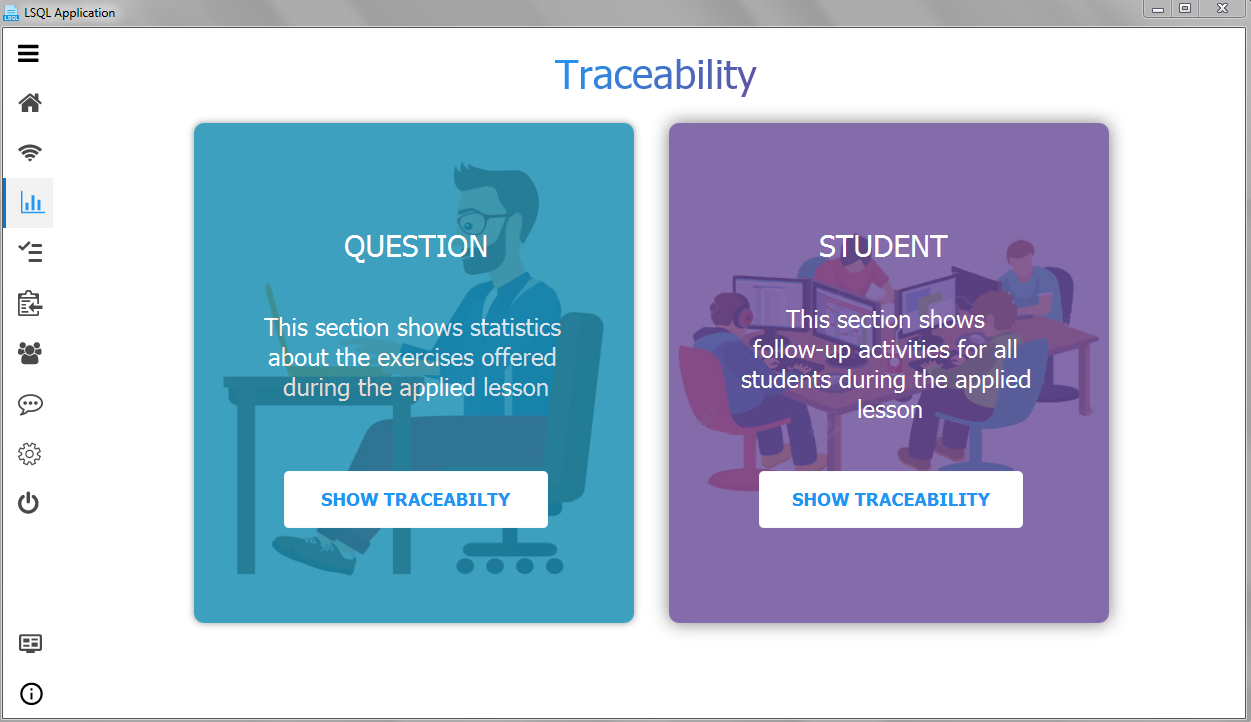 LSQL Application
Traceability
QUESTION
This section shows statistics
about the exercises offered
during the applied lesson
SHOW TRACEABILTY
STUDENT
This section shows
follow-up activities for all
students during the applied
lesson
SHOW TRACEABILITY